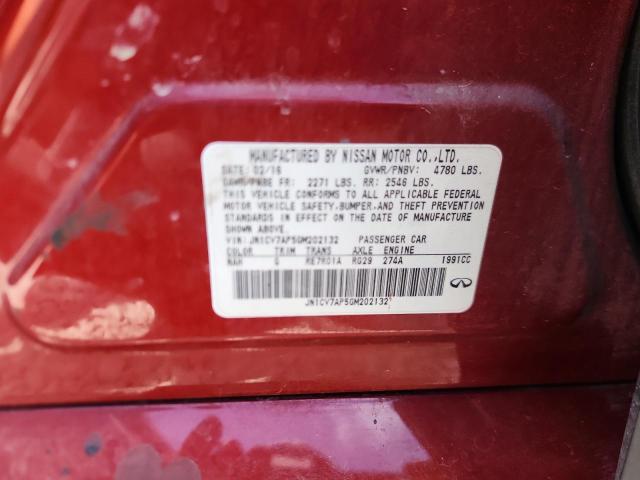 MANUFACTURED BY NISSAN MOTOR CO.,LTD.
DATE: 02/16 GVWR/PNBV: 4780 LBS.
GAWR/PNBE FR: 2271 LBS. RR: 2546 LBS.
THIS VEHICLE CONFORMS TO ALL APPLICABLE FEDERAL
MOTOR VEHICLE SAFETY, BUMPER, AND THEFT PREVENTION
STANDARDS IN EFFECT ON THE DATE OF MANUFACTURE
SHOWN ABOVE.
VIN: JN1CV7AP5GM202132 PASSENGER CAR
COLOR TRIM TRANS AXLE ENGINE
NAH G RE7R01A RG29 274A 1991CC
JN1CV7AP5GM202132